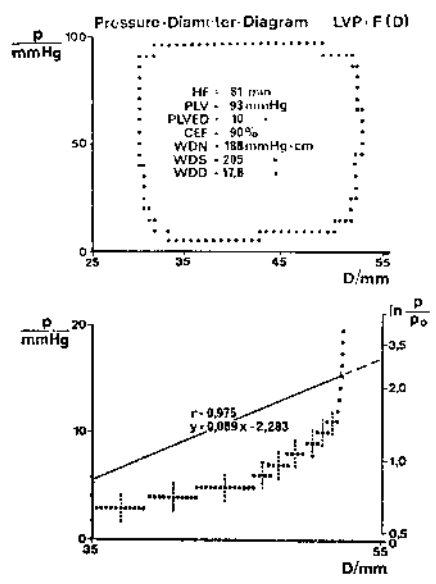 Pressure-Diameter-Diagram LVP=F(D)
p
mmHg
100
50
0
HF = 81 min
PLV = 93 mmHg
PLVED = 10 "
CEF = 90%
WDN = 188 mmHg·cm
WDS = 205 "
WDD = 17,8 "
25 35 45 55
D/mm
p
mmHg
20
10
0
ln p
p₀
3,5
2,0
1,0
0,5
0
r=0,975
y=0,089x-2,283
35 55
D/mm